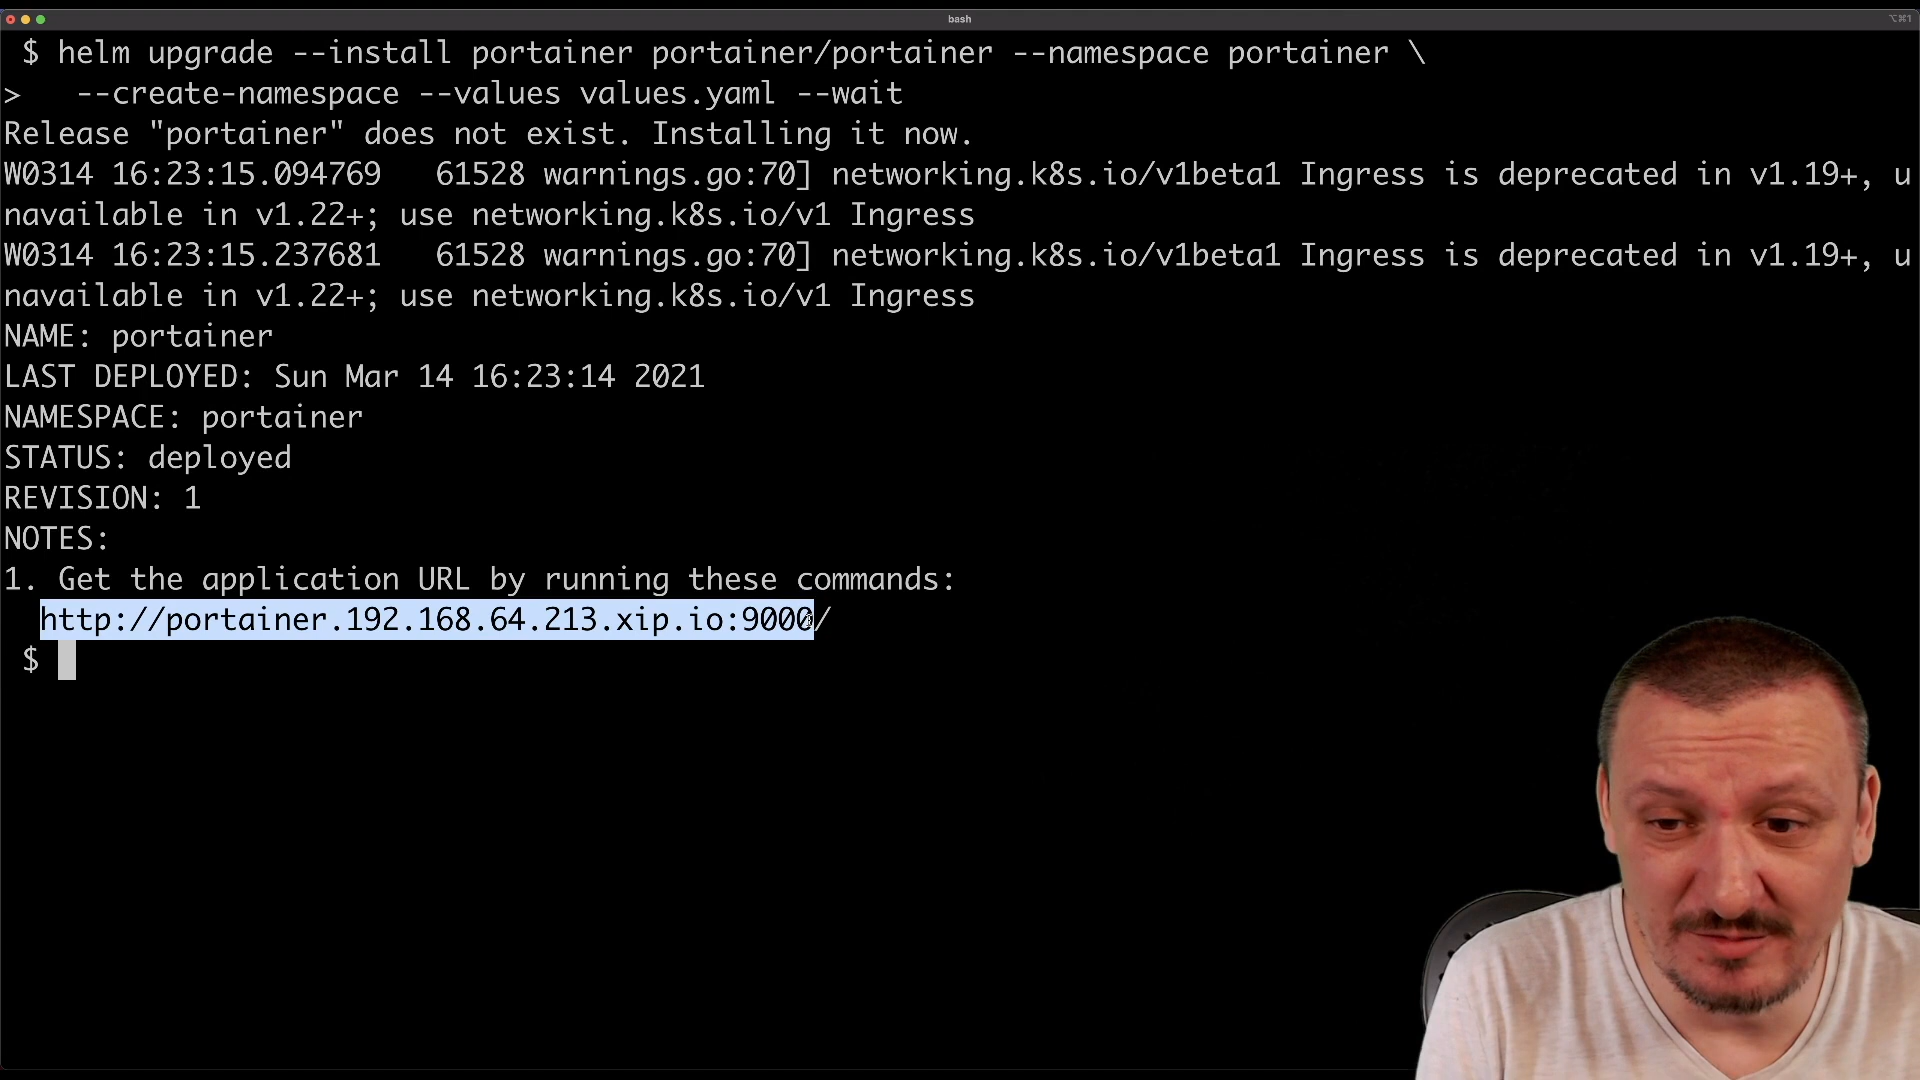 bash
⌥⌘1
$ helm upgrade --install portainer portainer/portainer --namespace portainer \
>   --create-namespace --values values.yaml --wait
Release "portainer" does not exist. Installing it now.
W0314 16:23:15.094769   61528 warnings.go:70] networking.k8s.io/v1beta1 Ingress is deprecated in v1.19+, u
navailable in v1.22+; use networking.k8s.io/v1 Ingress
W0314 16:23:15.237681   61528 warnings.go:70] networking.k8s.io/v1beta1 Ingress is deprecated in v1.19+, u
navailable in v1.22+; use networking.k8s.io/v1 Ingress
NAME: portainer
LAST DEPLOYED: Sun Mar 14 16:23:14 2021
NAMESPACE: portainer
STATUS: deployed
REVISION: 1
NOTES:
1. Get the application URL by running these commands:
http://portainer.192.168.64.213.xip.io:9000/
$